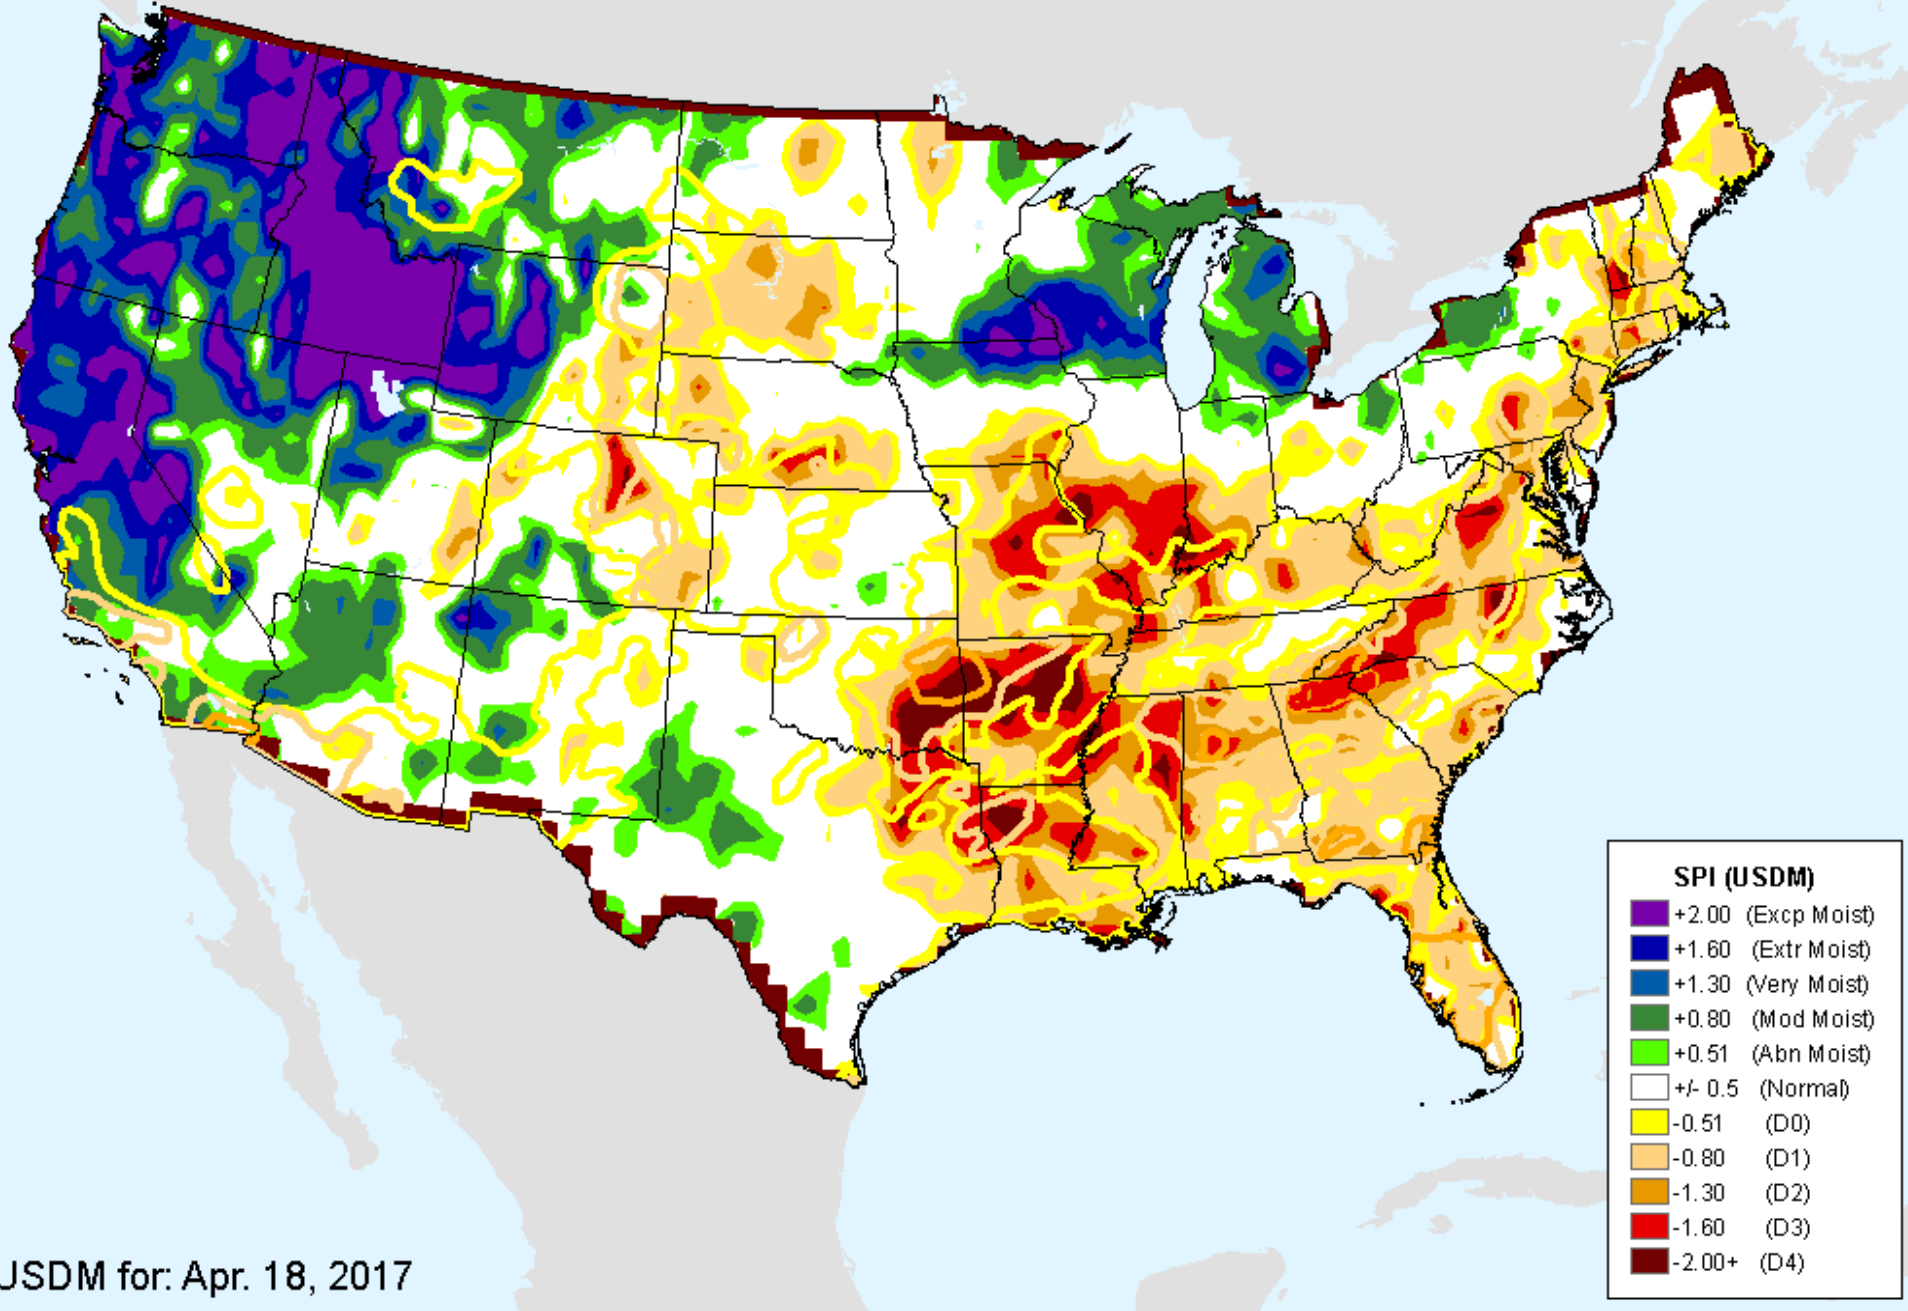 SPI (USDM)
+2.00 (Excp Moist)
+1.60 (Extr Moist)
+1.30 (Very Moist)
+0.80 (Mod Moist)
+0.51 (Abn Moist)
+/- 0.5 (Normal)
-0.51 (D0)
-0.80 (D1)
-1.30 (D2)
-1.60 (D3)
-2.00+ (D4)
USDM for: Apr. 18, 2017